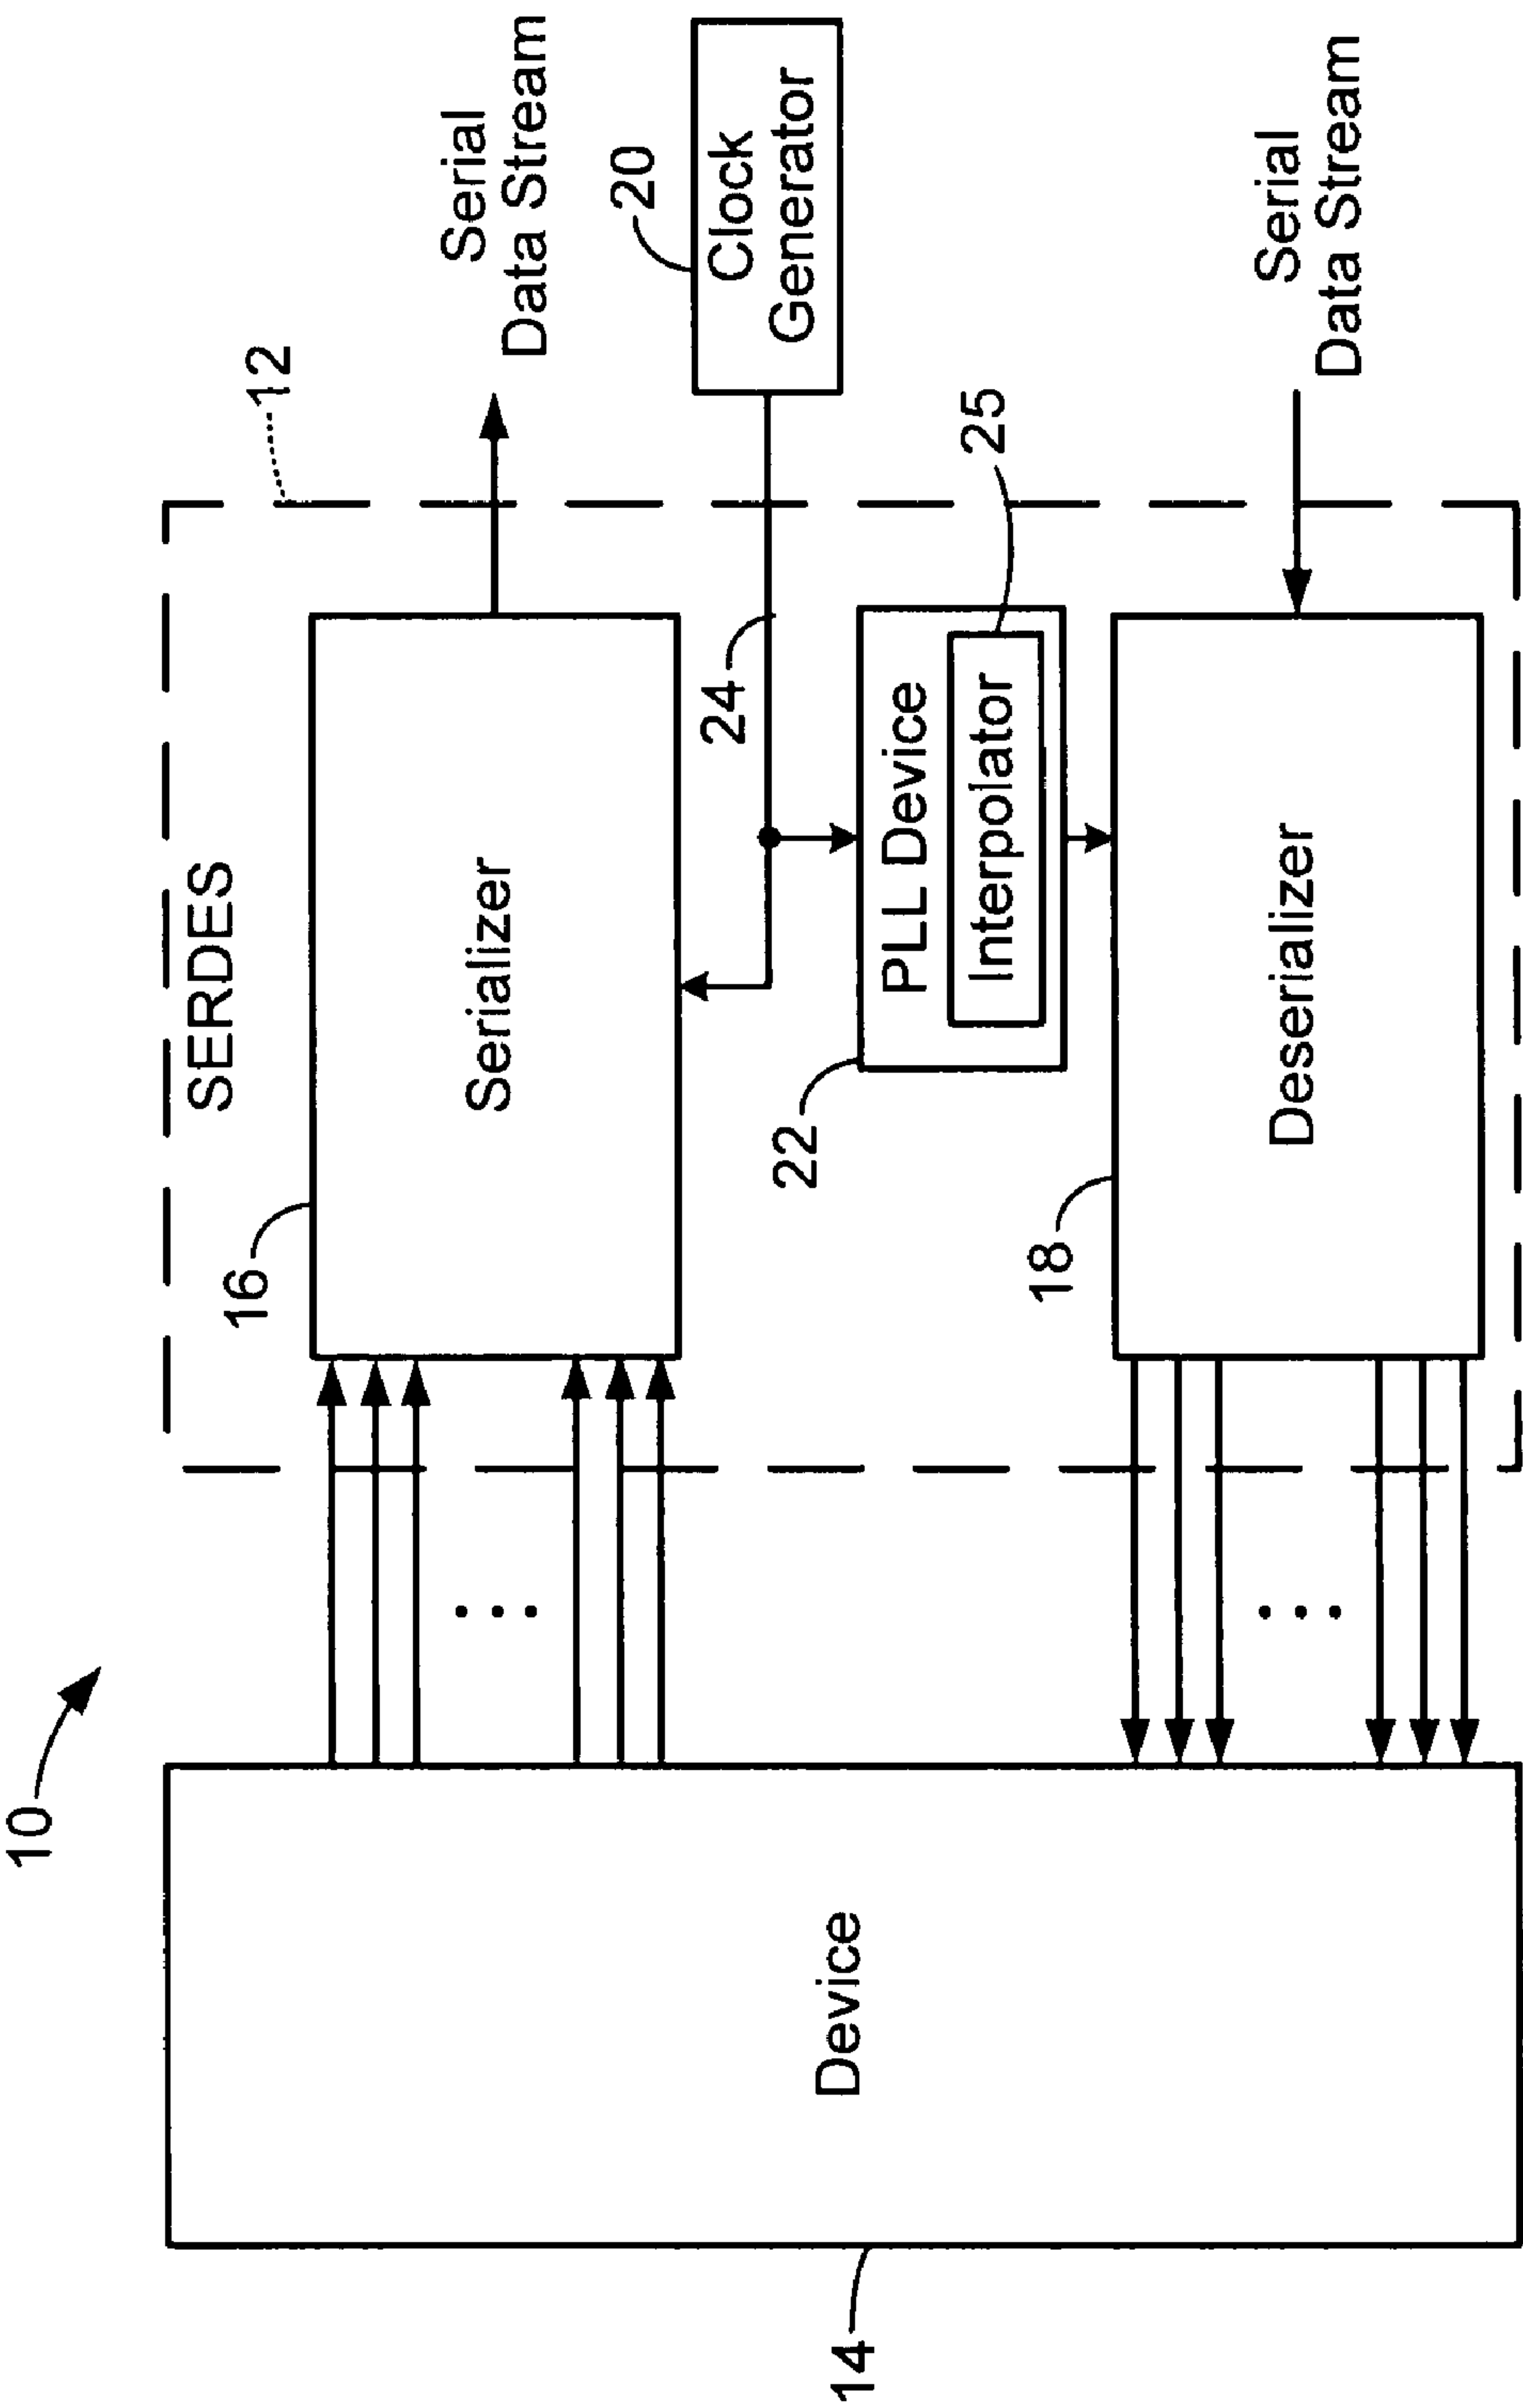 10
SERDES
12
16
Serializer
Serial
Data Stream
20
Clock
Generator
24
22
PLL Device
Interpolator
25
14
Device
18
Deserializer
Serial
Data Stream